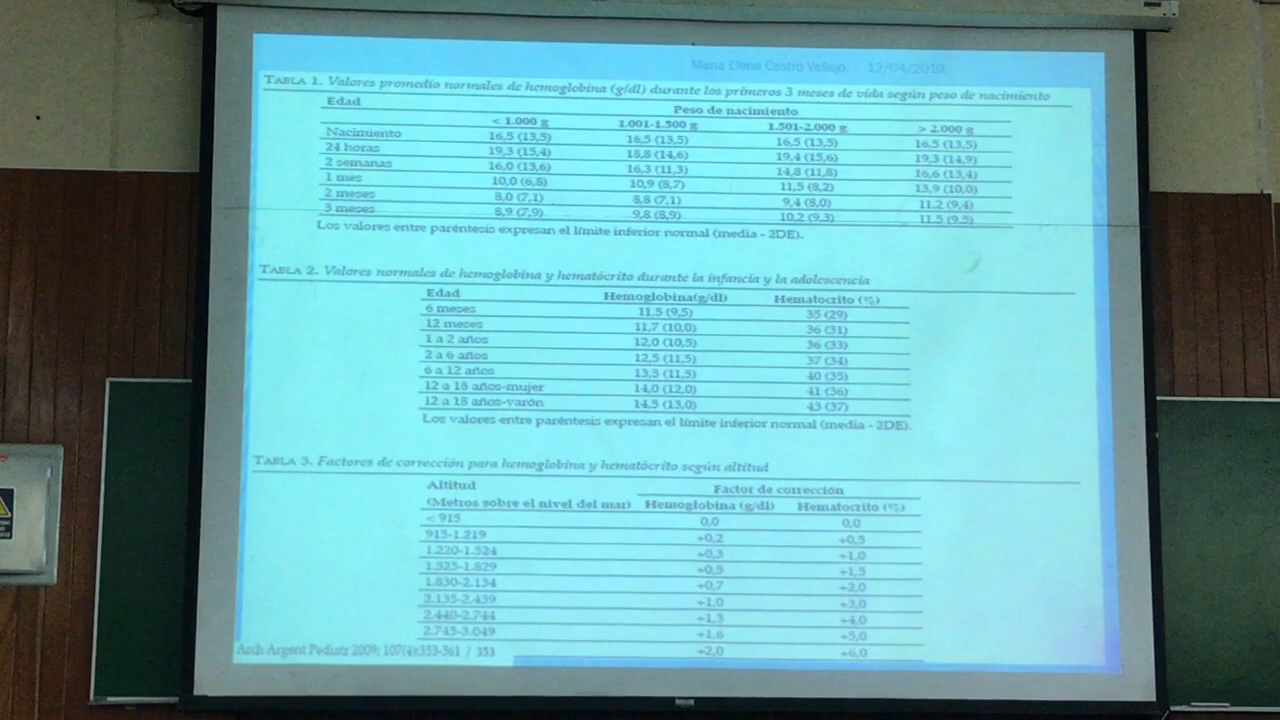 Maria Elena Castro Vallejo 12/04/2019
TABLA 1. Valores promedio normales de hemoglobina (g/dl) durante los primeros 3 meses de vida según peso de nacimiento
Edad Peso de nacimiento
< 1.000 g 1.001-1.500 g 1.501-2.000 g > 2.000 g
Nacimiento 16,5 (13,5) 16,5 (13,5) 16,5 (13,5) 16,5 (13,5)
24 horas 19,3 (15,4) 18,8 (14,6) 19,4 (15,6) 19,3 (14,9)
2 semanas 16,0 (13,6) 16,3 (11,3) 14,8 (11,8) 16,6 (13,4)
1 mes 10,0 (6,8) 10,9 (8,7) 11,5 (8,2) 13,9 (10,0)
2 meses 8,0 (7,1) 8,8 (7,1) 9,4 (8,0) 11,2 (9,4)
3 meses 8,9 (7,9) 9,8 (8,9) 10,2 (9,3) 11,5 (9,5)
Los valores entre paréntesis expresan el límite inferior normal (media - 2DE).
TABLA 2. Valores normales de hemoglobina y hematócrito durante la infancia y la adolescencia
Edad Hemoglobina(g/dl) Hematocrito (%)
6 meses 11,5 (9,5) 35 (29)
12 meses 11,7 (10,0) 36 (31)
1 a 2 años 12,0 (10,5) 36 (33)
2 a 6 años 12,5 (11,5) 37 (34)
6 a 12 años 13,5 (11,5) 40 (35)
12 a 18 años-mujer 14,0 (12,0) 41 (36)
12 a 18 años-varón 14,5 (13,0) 43 (37)
Los valores entre paréntesis expresan el límite inferior normal (media - 2DE).
TABLA 3. Factores de corrección para hemoglobina y hematócrito según altitud
Altitud Factor de corrección
(Metros sobre el nivel del mar) Hemoglobina (g/dl) Hematocrito (%)
< 915 0,0 0,0
915-1.219 +0,2 +0,5
1.220-1.524 +0,3 +1,0
1.525-1.829 +0,5 +1,5
1.830-2.134 +0,7 +2,0
2.135-2.439 +1,0 +3,0
2.440-2.744 +1,3 +4,0
2.745-3.049 +1,6 +5,0
+2,0 +6,0
Arch Argent Pediatr 2009; 107(4):353-361 / 353